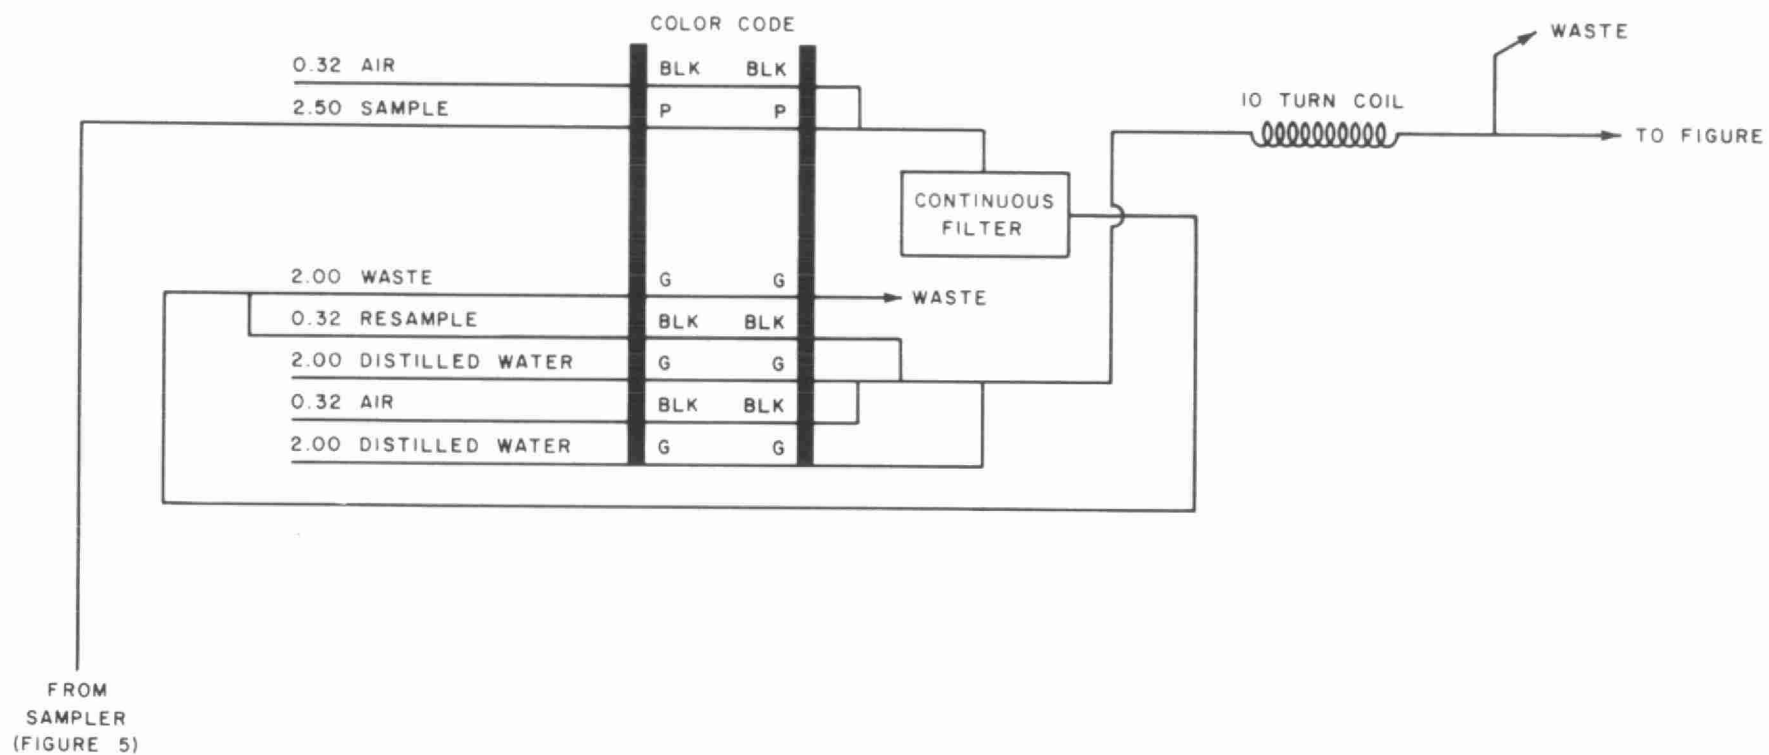 COLOR CODE
WASTE
0.32 AIR
BLK BLK
2.50 SAMPLE
P P
10 TURN COIL
TO FIGURE
CONTINUOUS
FILTER
2.00 WASTE
G G
WASTE
0.32 RESAMPLE
BLK BLK
2.00 DISTILLED WATER
G G
0.32 AIR
BLK BLK
2.00 DISTILLED WATER
G G
FROM
SAMPLER
(FIGURE 5)